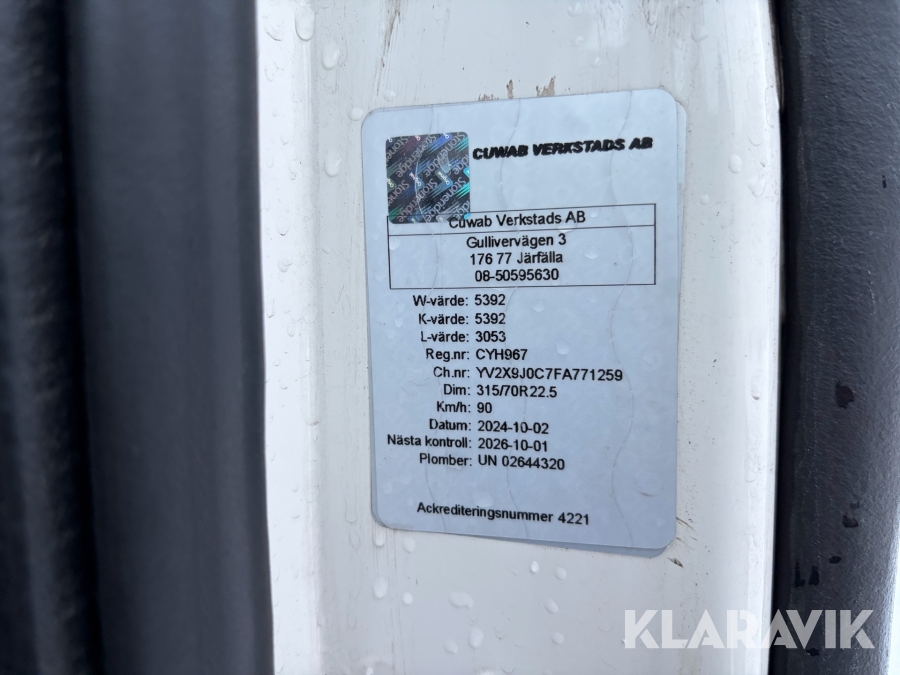 CUWAB VERKSTADS AB
Cuwab Verkstads AB
Gullivervägen 3
176 77 Järfälla
08-50595630
W-värde: 5392
K-värde: 5392
L-värde: 3053
Reg.nr: CYH967
Ch.nr: YV2X9J0C7FA771259
Dim: 315/70R22.5
Km/h: 90
Datum: 2024-10-02
Nästa kontroll: 2026-10-01
Plomber: UN 02644320
Ackrediteringsnummer 4221
KLARAVIK